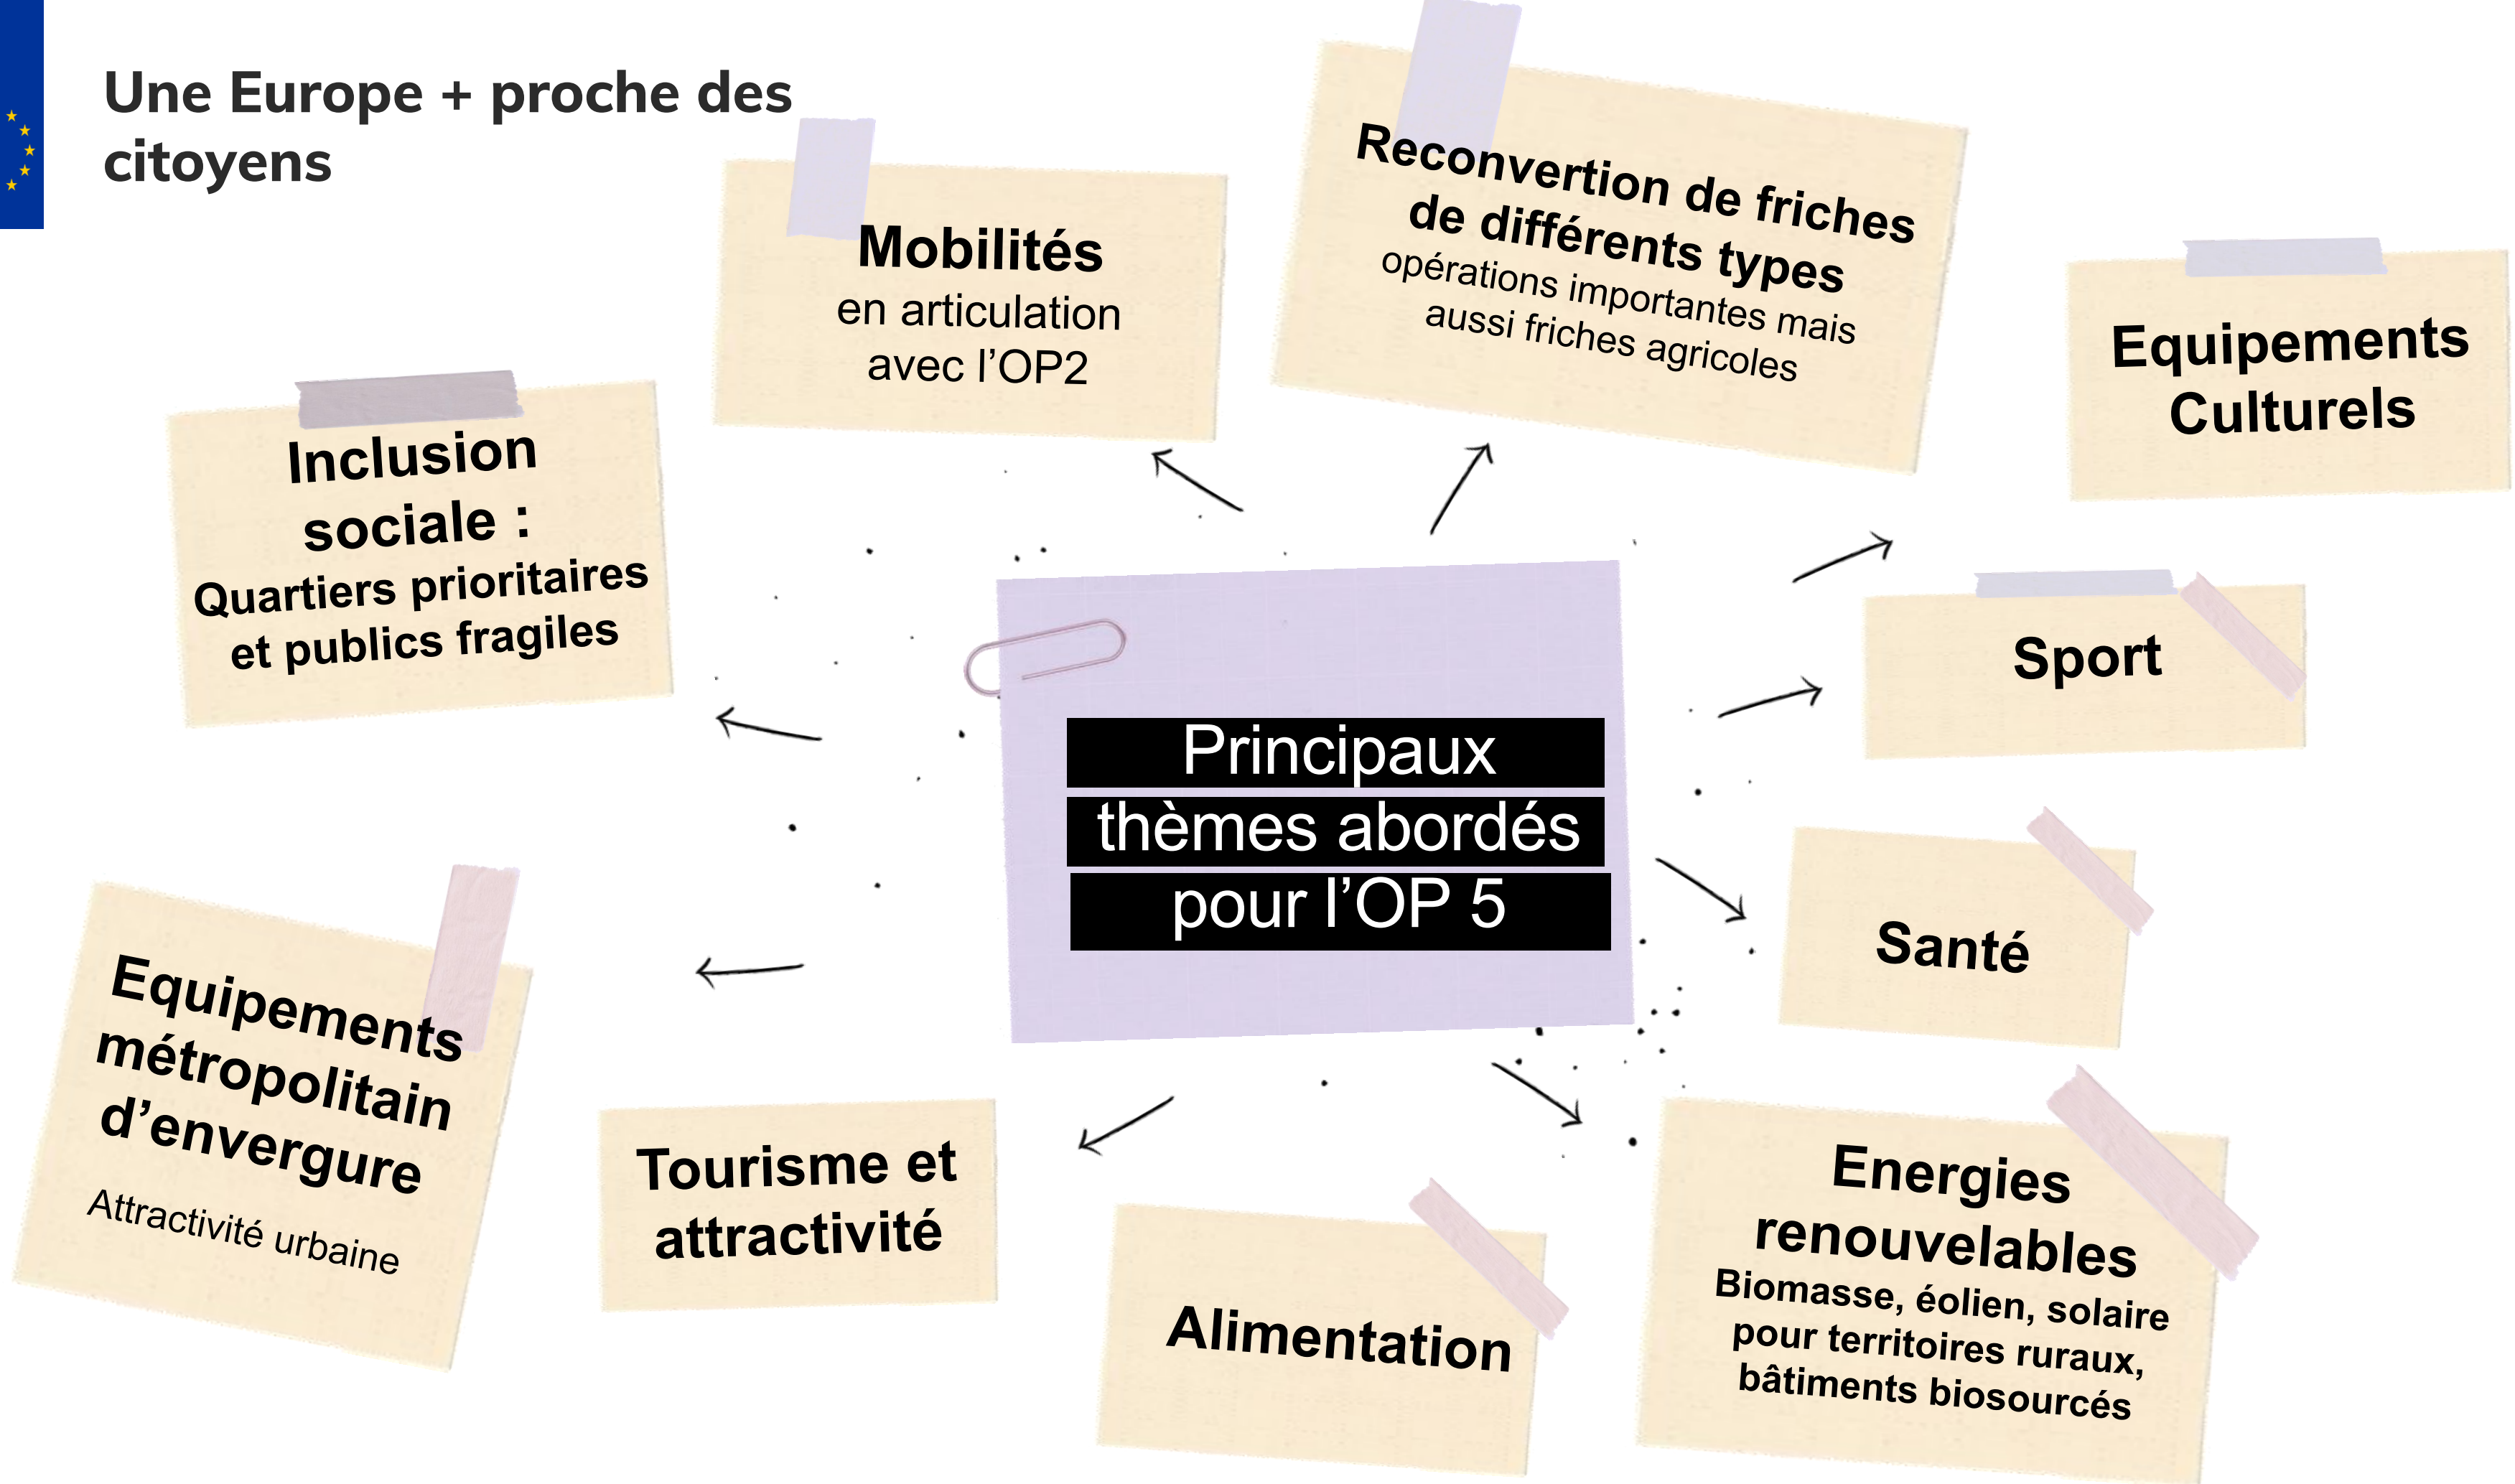 Une Europe + proche des
citoyens
Mobilités
en articulation
avec l’OP2
Reconvertion de friches
de différents types
opérations importantes mais
aussi friches agricoles
Equipements
Culturels
Inclusion
sociale :
Quartiers prioritaires
et publics fragiles
Sport
Principaux
thèmes abordés
pour l’OP 5
Santé
Equipements
métropolitain
d’envergure
Attractivité urbaine
Tourisme et
attractivité
Alimentation
Energies
renouvelables
Biomasse, éolien, solaire
pour territoires ruraux,
bâtiments biosourcés